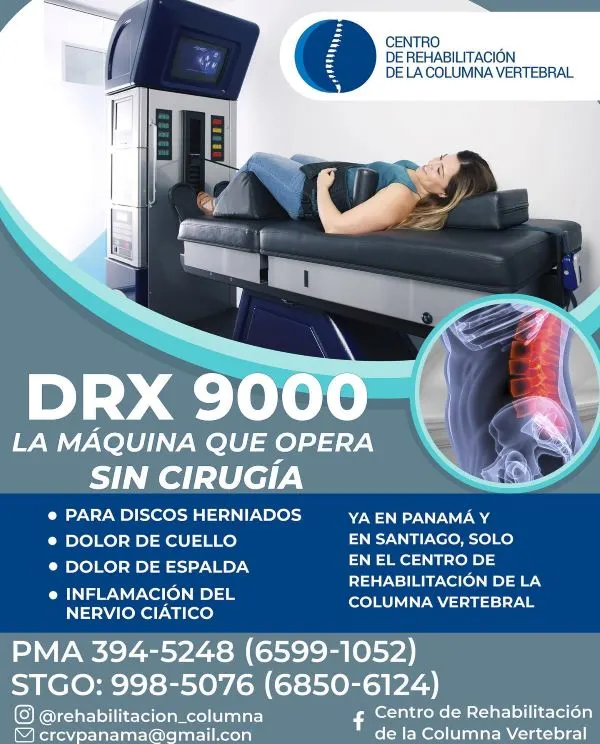 CENTRO
DE REHABILITACIÓN
DE LA COLUMNA VERTEBRAL
DRX 9000
LA MÁQUINA QUE OPERA
SIN CIRUGÍA
• PARA DISCOS HERNIADOS
• DOLOR DE CUELLO
• DOLOR DE ESPALDA
• INFLAMACIÓN DEL
NERVIO CIÁTICO
YA EN PANAMÁ Y
EN SANTIAGO, SOLO
EN EL CENTRO DE
REHABILITACIÓN DE LA
COLUMNA VERTEBRAL
PMA 394-5248 (6599-1052)
STGO: 998-5076 (6850-6124)
@rehabilitacion_columna
crcvpanama@gmail.con
Centro de Rehabilitación
de la Columna Vertebral